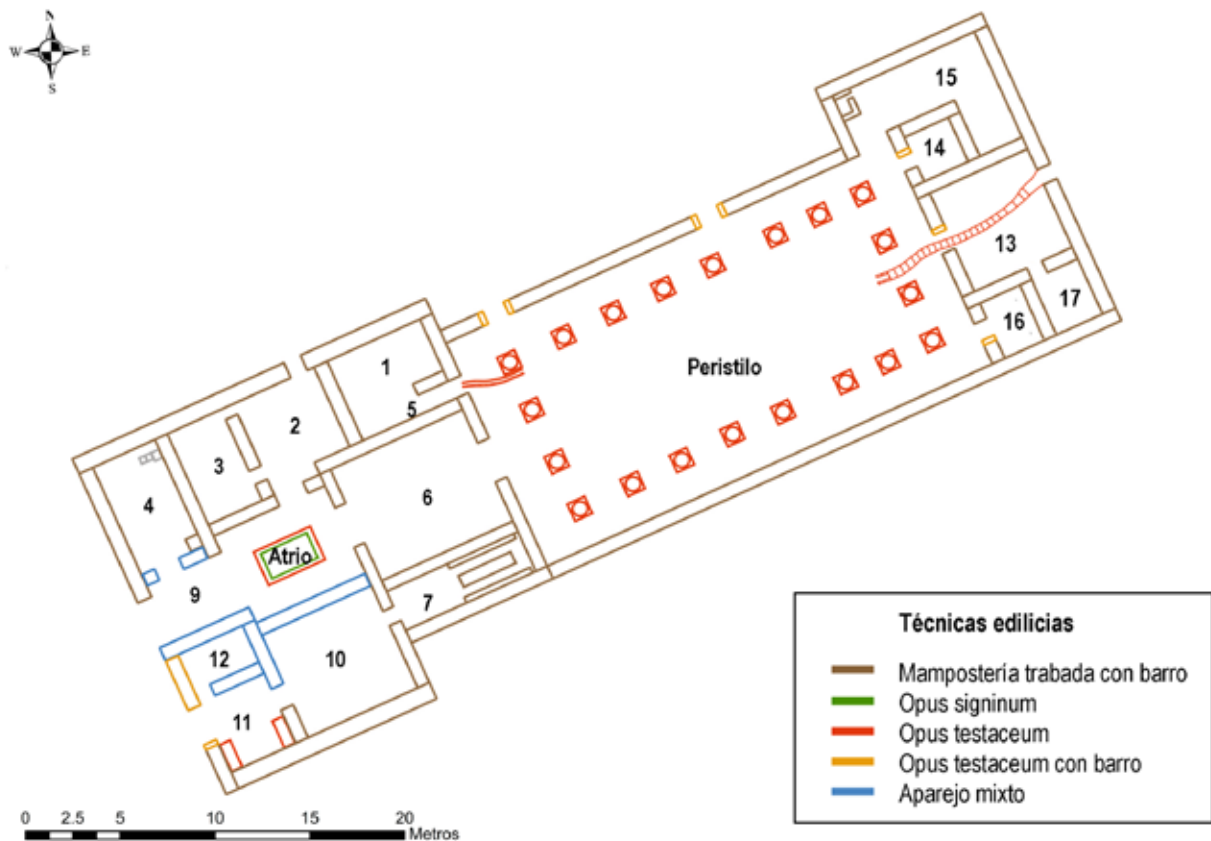 N
W E
S
15
14
13
17
16
Peristilo
1
5
2
3
4
6
Atrio
9
7
12
10
11
Técnicas edilicias
Mampostería trabada con barro
Opus signinum
Opus testaceum
Opus testaceum con barro
Aparejo mixto
0 2.5 5 10 15 20
Metros